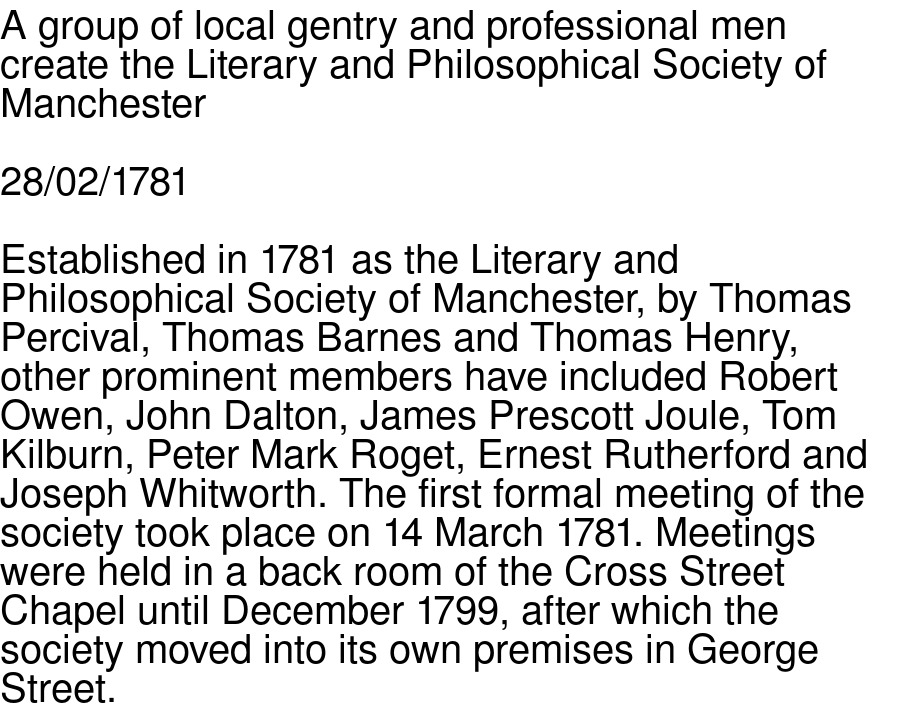 A group of local gentry and professional men
create the Literary and Philosophical Society of
Manchester
28/02/1781
Established in 1781 as the Literary and
Philosophical Society of Manchester, by Thomas
Percival, Thomas Barnes and Thomas Henry,
other prominent members have included Robert
Owen, John Dalton, James Prescott Joule, Tom
Kilburn, Peter Mark Roget, Ernest Rutherford and
Joseph Whitworth. The first formal meeting of the
society took place on 14 March 1781. Meetings
were held in a back room of the Cross Street
Chapel until December 1799, after which the
society moved into its own premises in George
Street.